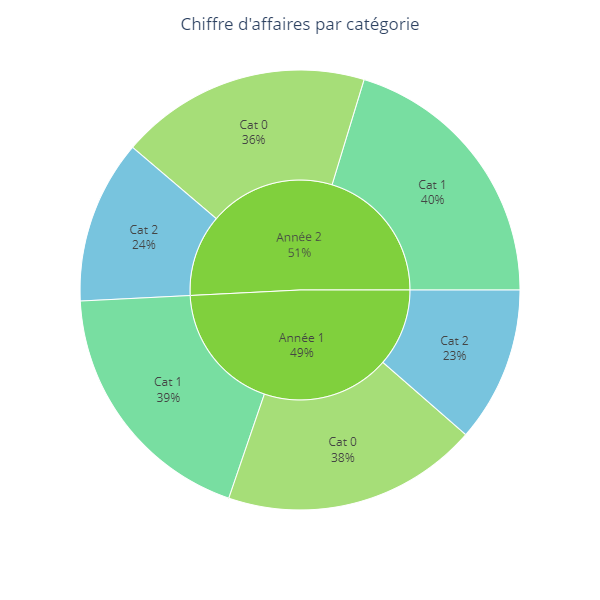 Chiffre d'affaires par catégorie
Cat 0
36%
Cat 1
40%
Cat 2
24%
Année 2
51%
Année 1
49%
Cat 2
23%
Cat 1
39%
Cat 0
38%